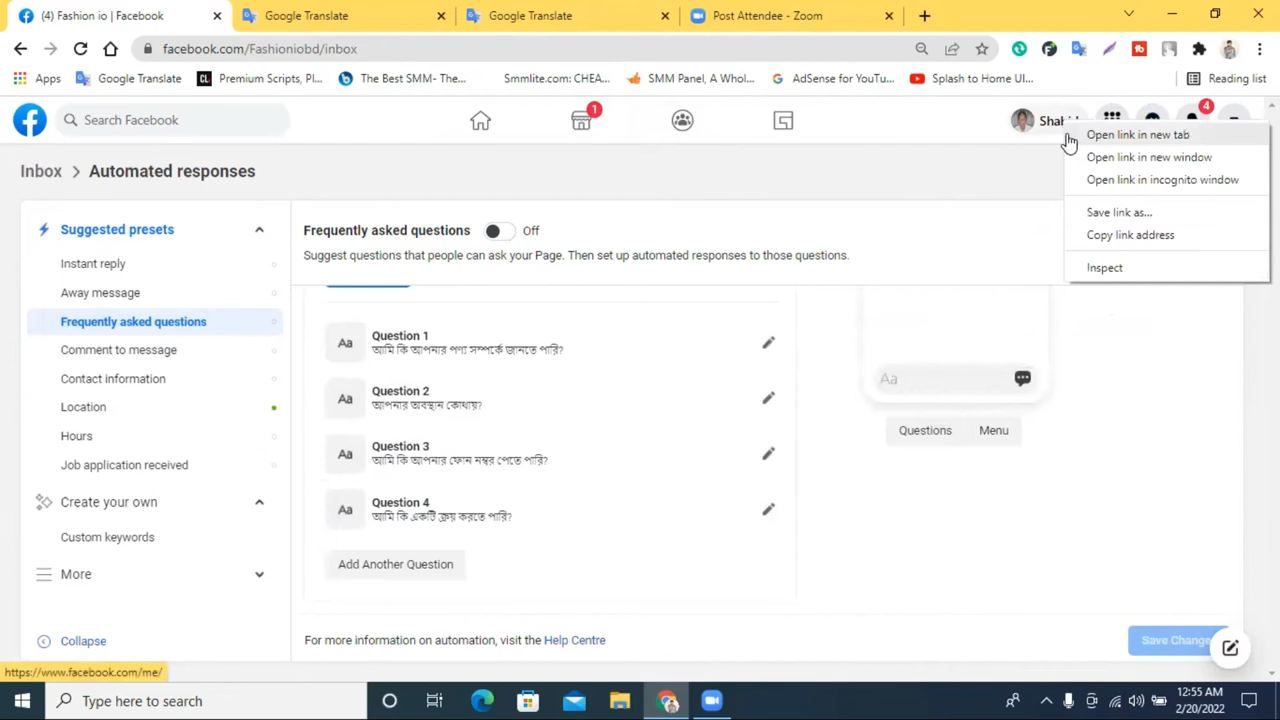 (4) Fashion io | Facebook
Google Translate
Google Translate
Post Attendee - Zoom
facebook.com/Fashioniobd/inbox
Apps
Google Translate
Premium Scripts, Pl...
The Best SMM- The...
Smmlite.com: CHEA...
SMM Panel, A Whol...
AdSense for YouTu...
Splash to Home UI...
Reading list
Search Facebook
1
4
Open link in new tab
Open link in new window
Open link in incognito window
Save link as...
Copy link address
Inspect
Inbox > Automated responses
Suggested presets
Instant reply
Away message
Frequently asked questions
Comment to message
Contact information
Location
Hours
Job application received
Create your own
Custom keywords
More
Collapse
Frequently asked questions Off
Suggest questions that people can ask your Page. Then set up automated responses to those questions.
Aa
Question 1
আমি কি আপনার পণ্য সম্পর্কে জানতে পারি?
Aa
Question 2
আপনার অবস্থান কোথায়?
Aa
Question 3
আমি কি আপনার ফোন নম্বর পেতে পারি?
Aa
Question 4
আমি কি একটি ক্রয় করতে পারি?
Add Another Question
Aa
Questions
Menu
For more information on automation, visit the Help Centre
https://www.facebook.com/me/
Type here to search
12:55 AM
2/20/2022